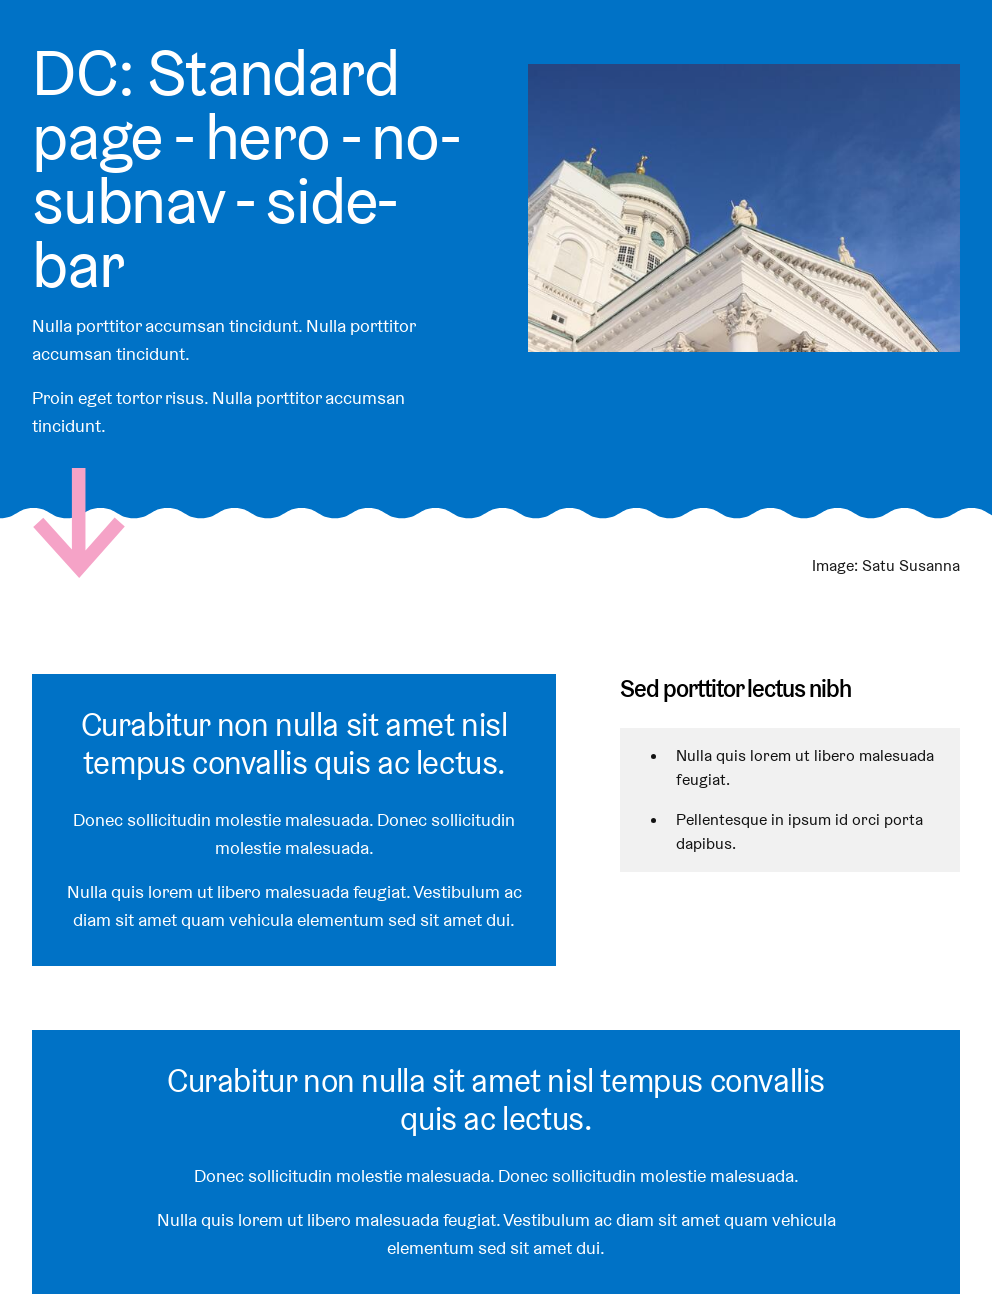 DC: Standard
page - hero - no-
subnav - side-
bar
Nulla porttitor accumsan tincidunt. Nulla porttitor
accumsan tincidunt.
Proin eget tortor risus. Nulla porttitor accumsan
tincidunt.
Image: Satu Susanna
Curabitur non nulla sit amet nisl
tempus convallis quis ac lectus.
Donec sollicitudin molestie malesuada. Donec sollicitudin
molestie malesuada.
Nulla quis lorem ut libero malesuada feugiat. Vestibulum ac
diam sit amet quam vehicula elementum sed sit amet dui.
Sed porttitor lectus nibh
• Nulla quis lorem ut libero malesuada
feugiat.
• Pellentesque in ipsum id orci porta
dapibus.
Curabitur non nulla sit amet nisl tempus convallis
quis ac lectus.
Donec sollicitudin molestie malesuada. Donec sollicitudin molestie malesuada.
Nulla quis lorem ut libero malesuada feugiat. Vestibulum ac diam sit amet quam vehicula
elementum sed sit amet dui.